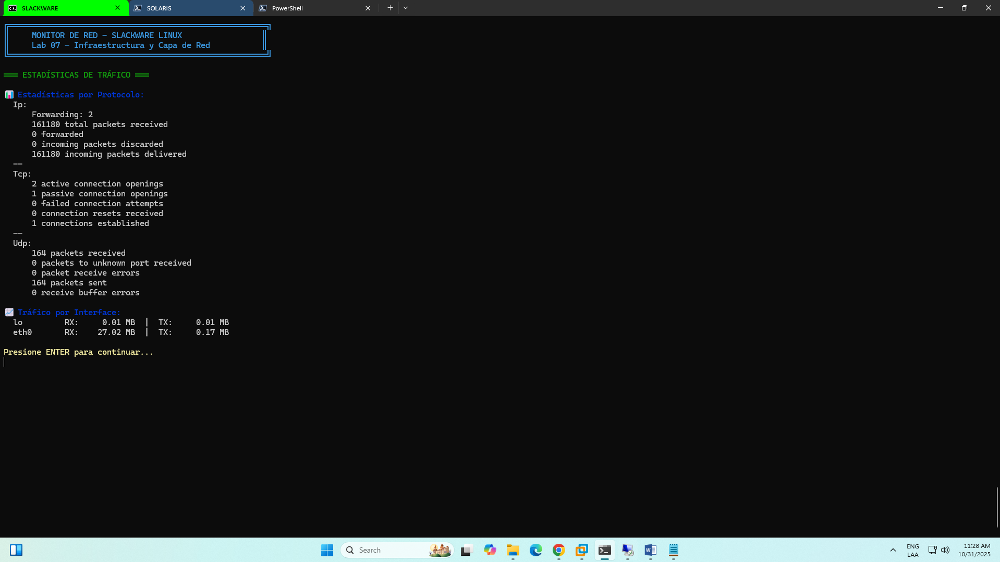 SLACKWARE
SOLARIS
PowerShell
MONITOR DE RED - SLACKWARE LINUX
Lab 07 - Infraestructura y Capa de Red
═══ ESTADÍSTICAS DE TRÁFICO ═══
Estadísticas por Protocolo:
Ip:
Forwarding: 2
161180 total packets received
0 forwarded
0 incoming packets discarded
161180 incoming packets delivered
--
Tcp:
2 active connection openings
1 passive connection openings
0 failed connection attempts
0 connection resets received
1 connections established
--
Udp:
164 packets received
0 packets to unknown port received
0 packet receive errors
164 packets sent
0 receive buffer errors
Tráfico por Interface:
lo RX: 0.01 MB | TX: 0.01 MB
eth0 RX: 27.02 MB | TX: 0.17 MB
Presione ENTER para continuar...
Search
ENG
LAA
11:28 AM
10/31/2025